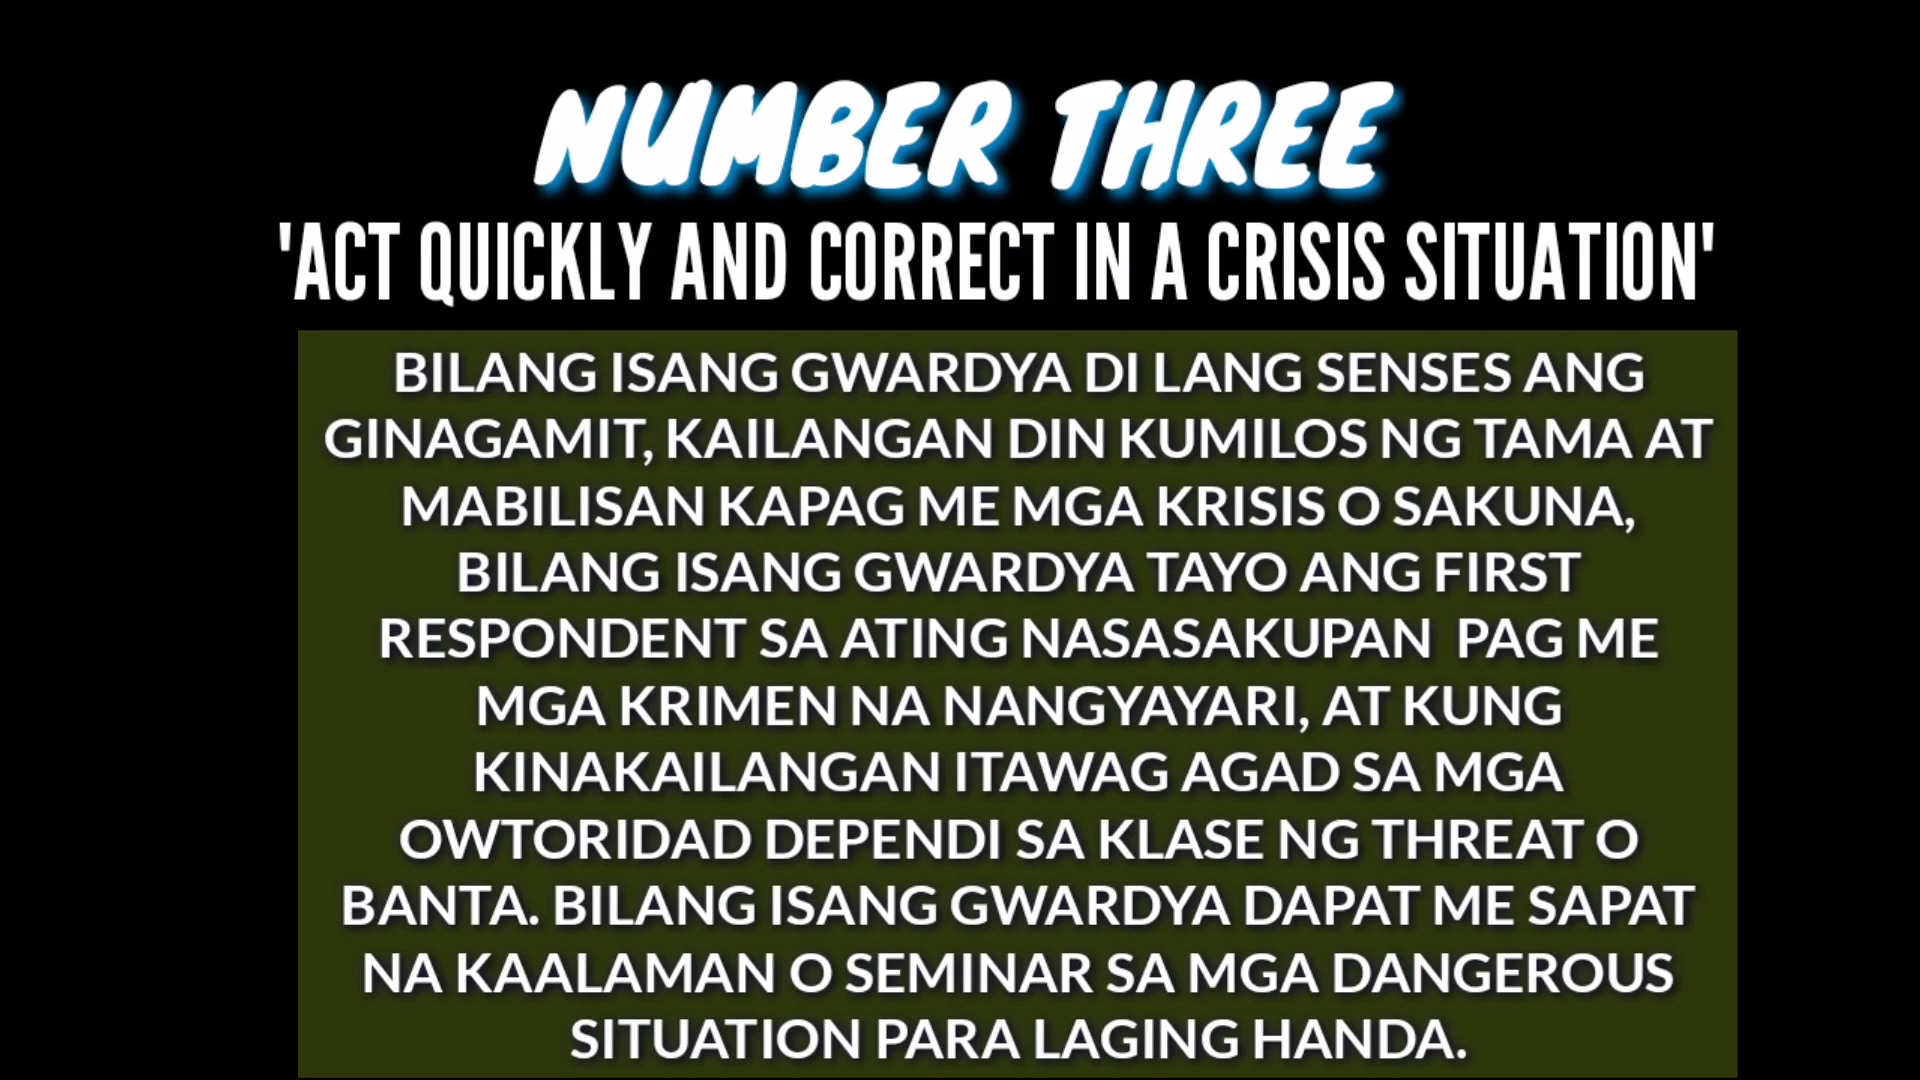 NUMBER THREE
'ACT QUICKLY AND CORRECT IN A CRISIS SITUATION'
BILANG ISANG GWARDYA DI LANG SENSES ANG
GINAGAMIT, KAILANGAN DIN KUMILOS NG TAMA AT
MABILISAN KAPAG ME MGA KRISIS O SAKUNA,
BILANG ISANG GWARDYA TAYO ANG FIRST
RESPONDENT SA ATING NASASAKUPAN  PAG ME
MGA KRIMEN NA NANGYAYARI, AT KUNG
KINAKAILANGAN ITAWAG AGAD SA MGA
OWTORIDAD DEPENDI SA KLASE NG THREAT O
BANTA. BILANG ISANG GWARDYA DAPAT ME SAPAT
NA KAALAMAN O SEMINAR SA MGA DANGEROUS
SITUATION PARA LAGING HANDA.